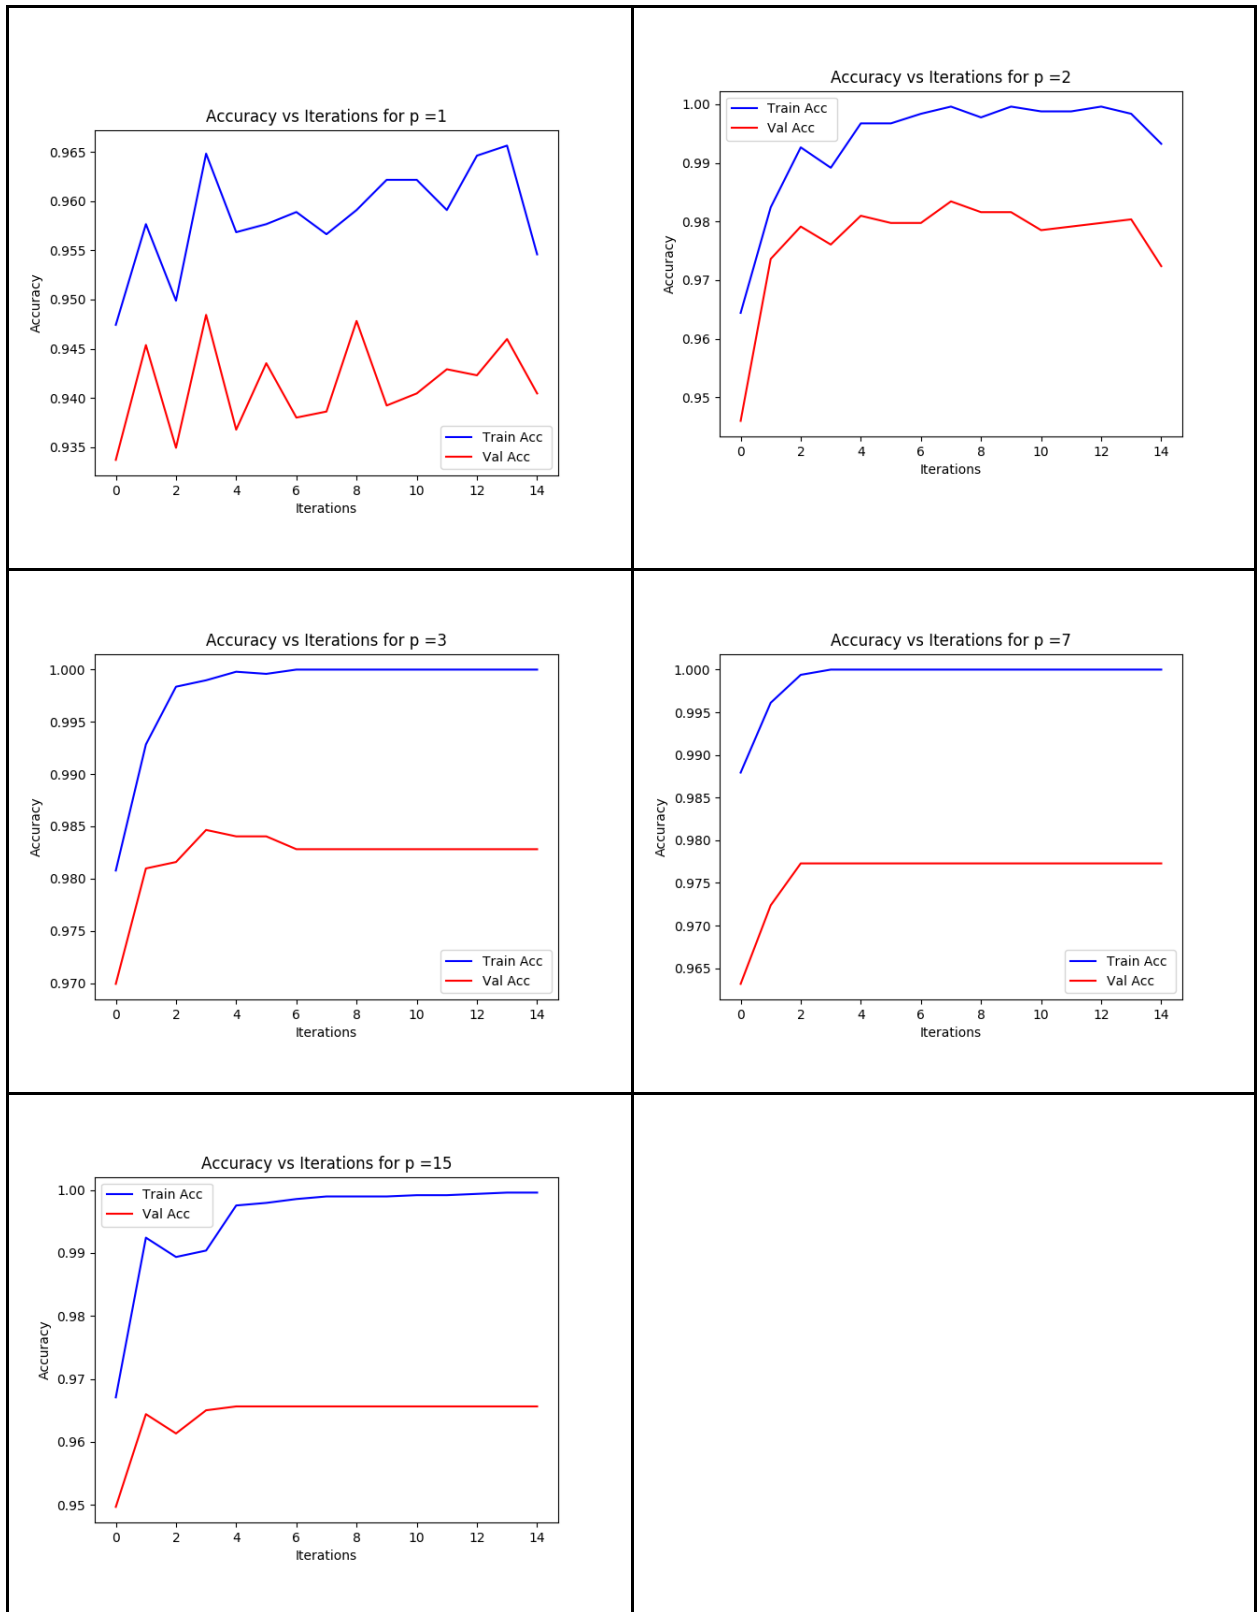 Accuracy vs Iterations for p =1
0.965
0.960
0.955
0.950
0.945
0.940
0.935
Accuracy
Train Acc
Val Acc
0 2 4 6 8 10 12 14
Iterations
Accuracy vs Iterations for p =2
1.00
0.99
0.98
0.97
0.96
0.95
Accuracy
Train Acc
Val Acc
0 2 4 6 8 10 12 14
Iterations
Accuracy vs Iterations for p =3
1.000
0.995
0.990
0.985
0.980
0.975
0.970
Accuracy
Train Acc
Val Acc
0 2 4 6 8 10 12 14
Iterations
Accuracy vs Iterations for p =7
1.000
0.995
0.990
0.985
0.980
0.975
0.970
0.965
Accuracy
Train Acc
Val Acc
0 2 4 6 8 10 12 14
Iterations
Accuracy vs Iterations for p =15
1.00
0.99
0.98
0.97
0.96
0.95
Accuracy
Train Acc
Val Acc
0 2 4 6 8 10 12 14
Iterations